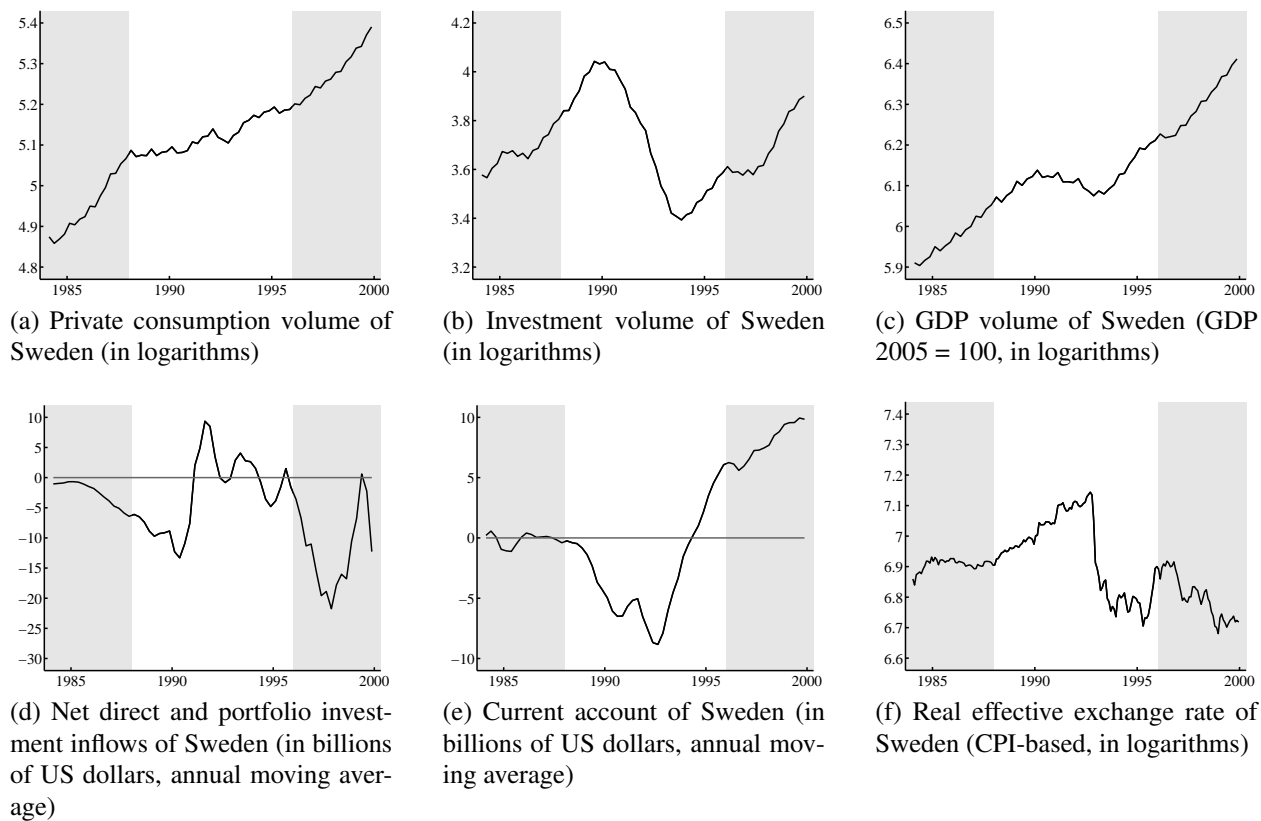 5.4
5.3
5.2
5.1
5
4.9
4.8
1985 1990 1995 2000
(a) Private consumption volume of
Sweden (in logarithms)
4.2
4
3.8
3.6
3.4
3.2
1985 1990 1995 2000
(b) Investment volume of Sweden
(in logarithms)
6.5
6.4
6.3
6.2
6.1
6
5.9
1985 1990 1995 2000
(c) GDP volume of Sweden (GDP
2005 = 100, in logarithms)
10
5
0
−5
−10
−15
−20
−25
−30
1985 1990 1995 2000
(d) Net direct and portfolio invest-
ment inflows of Sweden (in billions
of US dollars, annual moving aver-
age)
10
5
0
−5
−10
1985 1990 1995 2000
(e) Current account of Sweden (in
billions of US dollars, annual mov-
ing average)
7.4
7.3
7.2
7.1
7
6.9
6.8
6.7
6.6
1985 1990 1995 2000
(f) Real effective exchange rate of
Sweden (CPI-based, in logarithms)